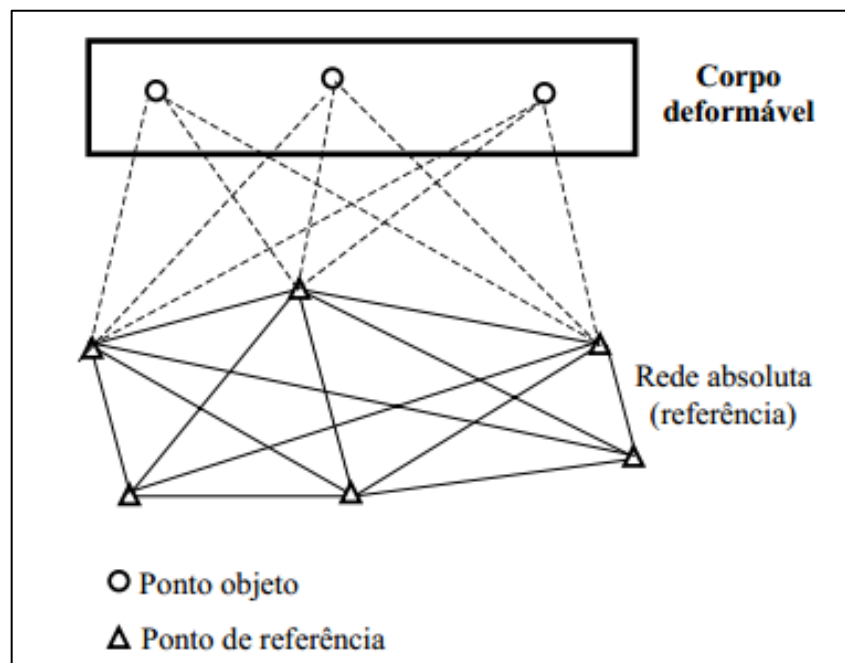 Corpo
deformável
Rede absoluta
(referência)
Ponto objeto
Ponto de referência